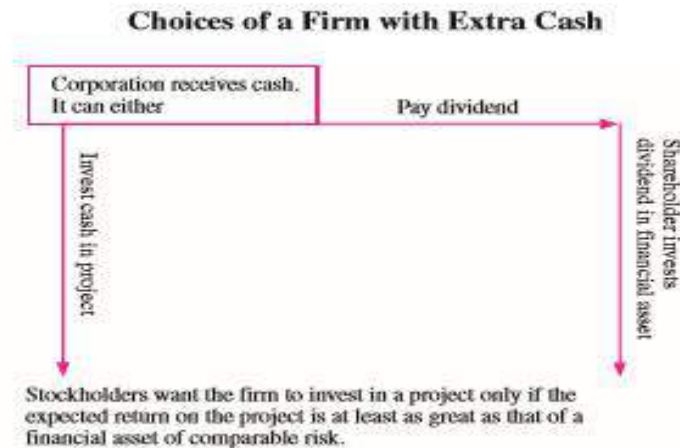 Choices of a Firm with Extra Cash
Corporation receives cash.
It can either
Pay dividend
Invest cash in project
Shareholder invests
dividend in financial asset
Stockholders want the firm to invest in a project only if the
expected return on the project is at least as great as that of a
financial asset of comparable risk.